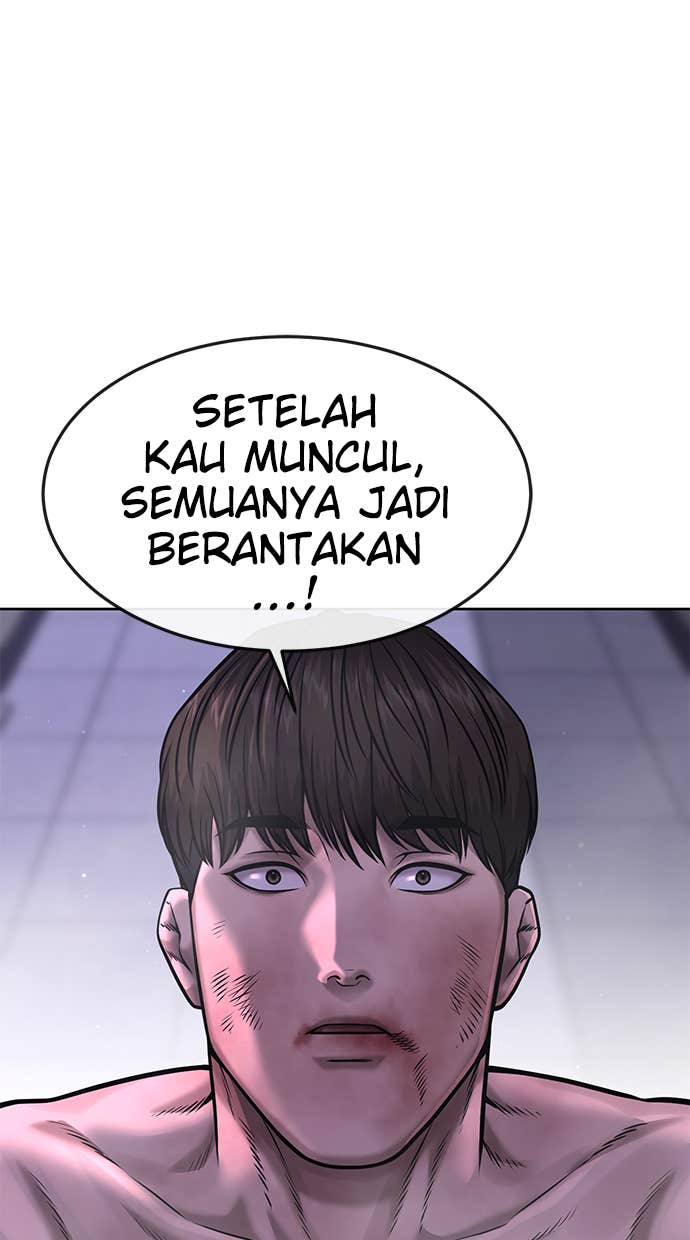 SETELAH
KAU MUNCUL,
SEMUANYA JADI
BERANTAKAN
...!